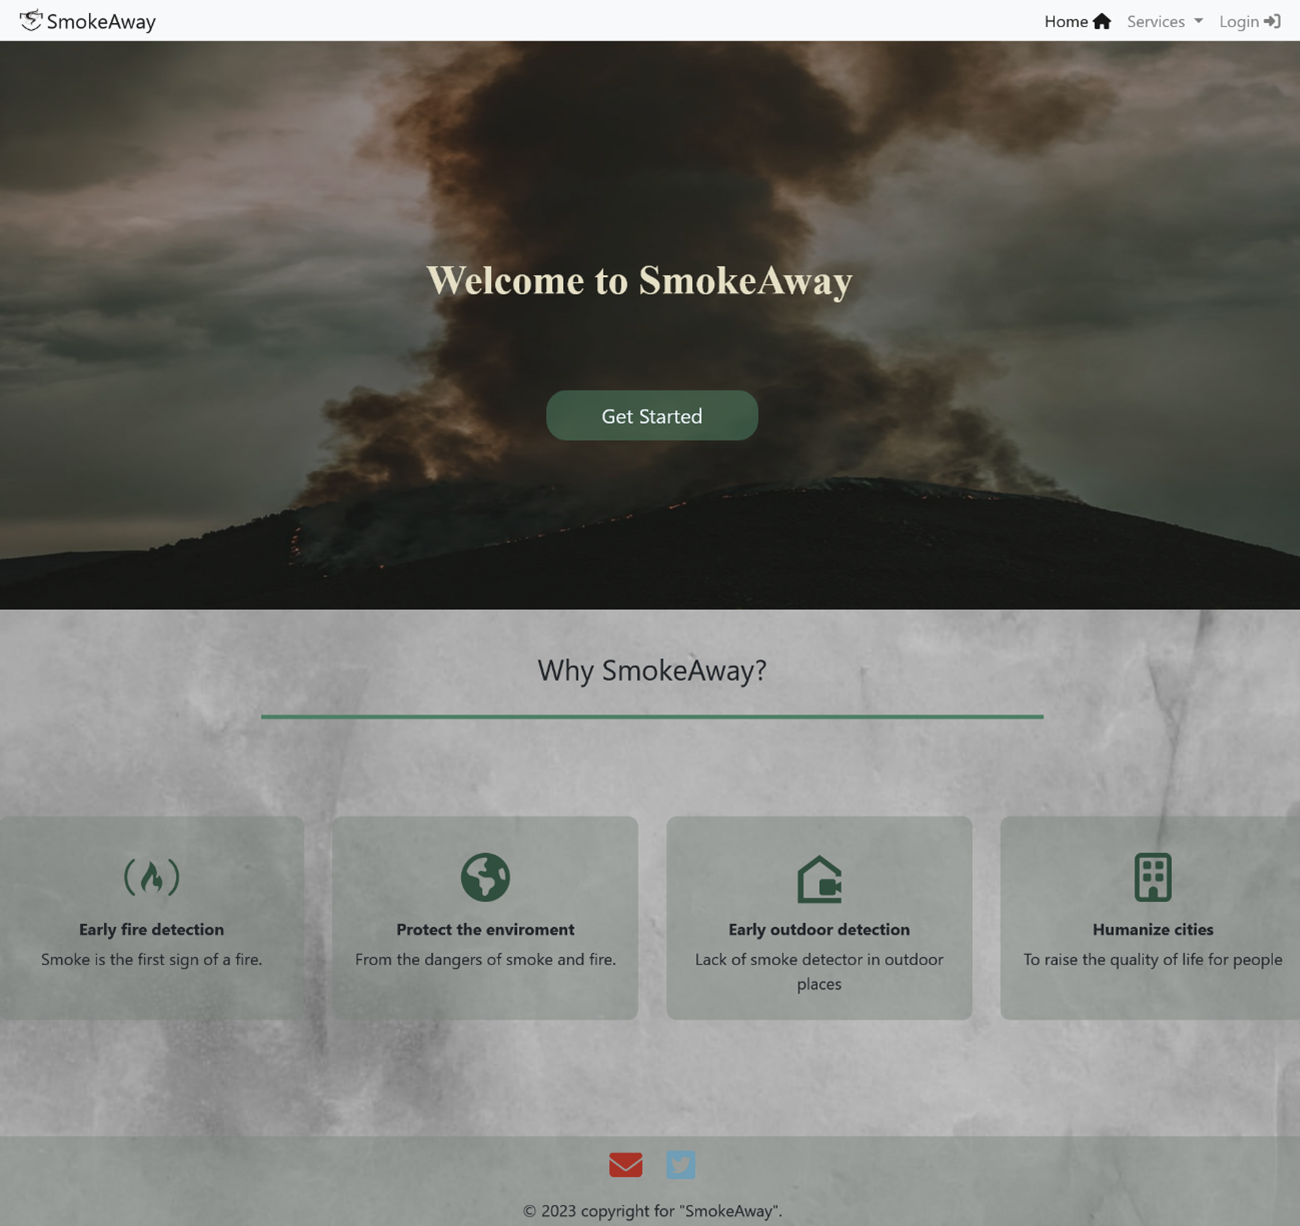 SmokeAway
Home
Services
Login
Welcome to SmokeAway
Get Started
Why SmokeAway?
Early fire detection
Smoke is the first sign of a fire.
Protect the enviroment
From the dangers of smoke and fire.
Early outdoor detection
Lack of smoke detector in outdoor
places
Humanize cities
To raise the quality of life for people
© 2023 copyright for "SmokeAway".